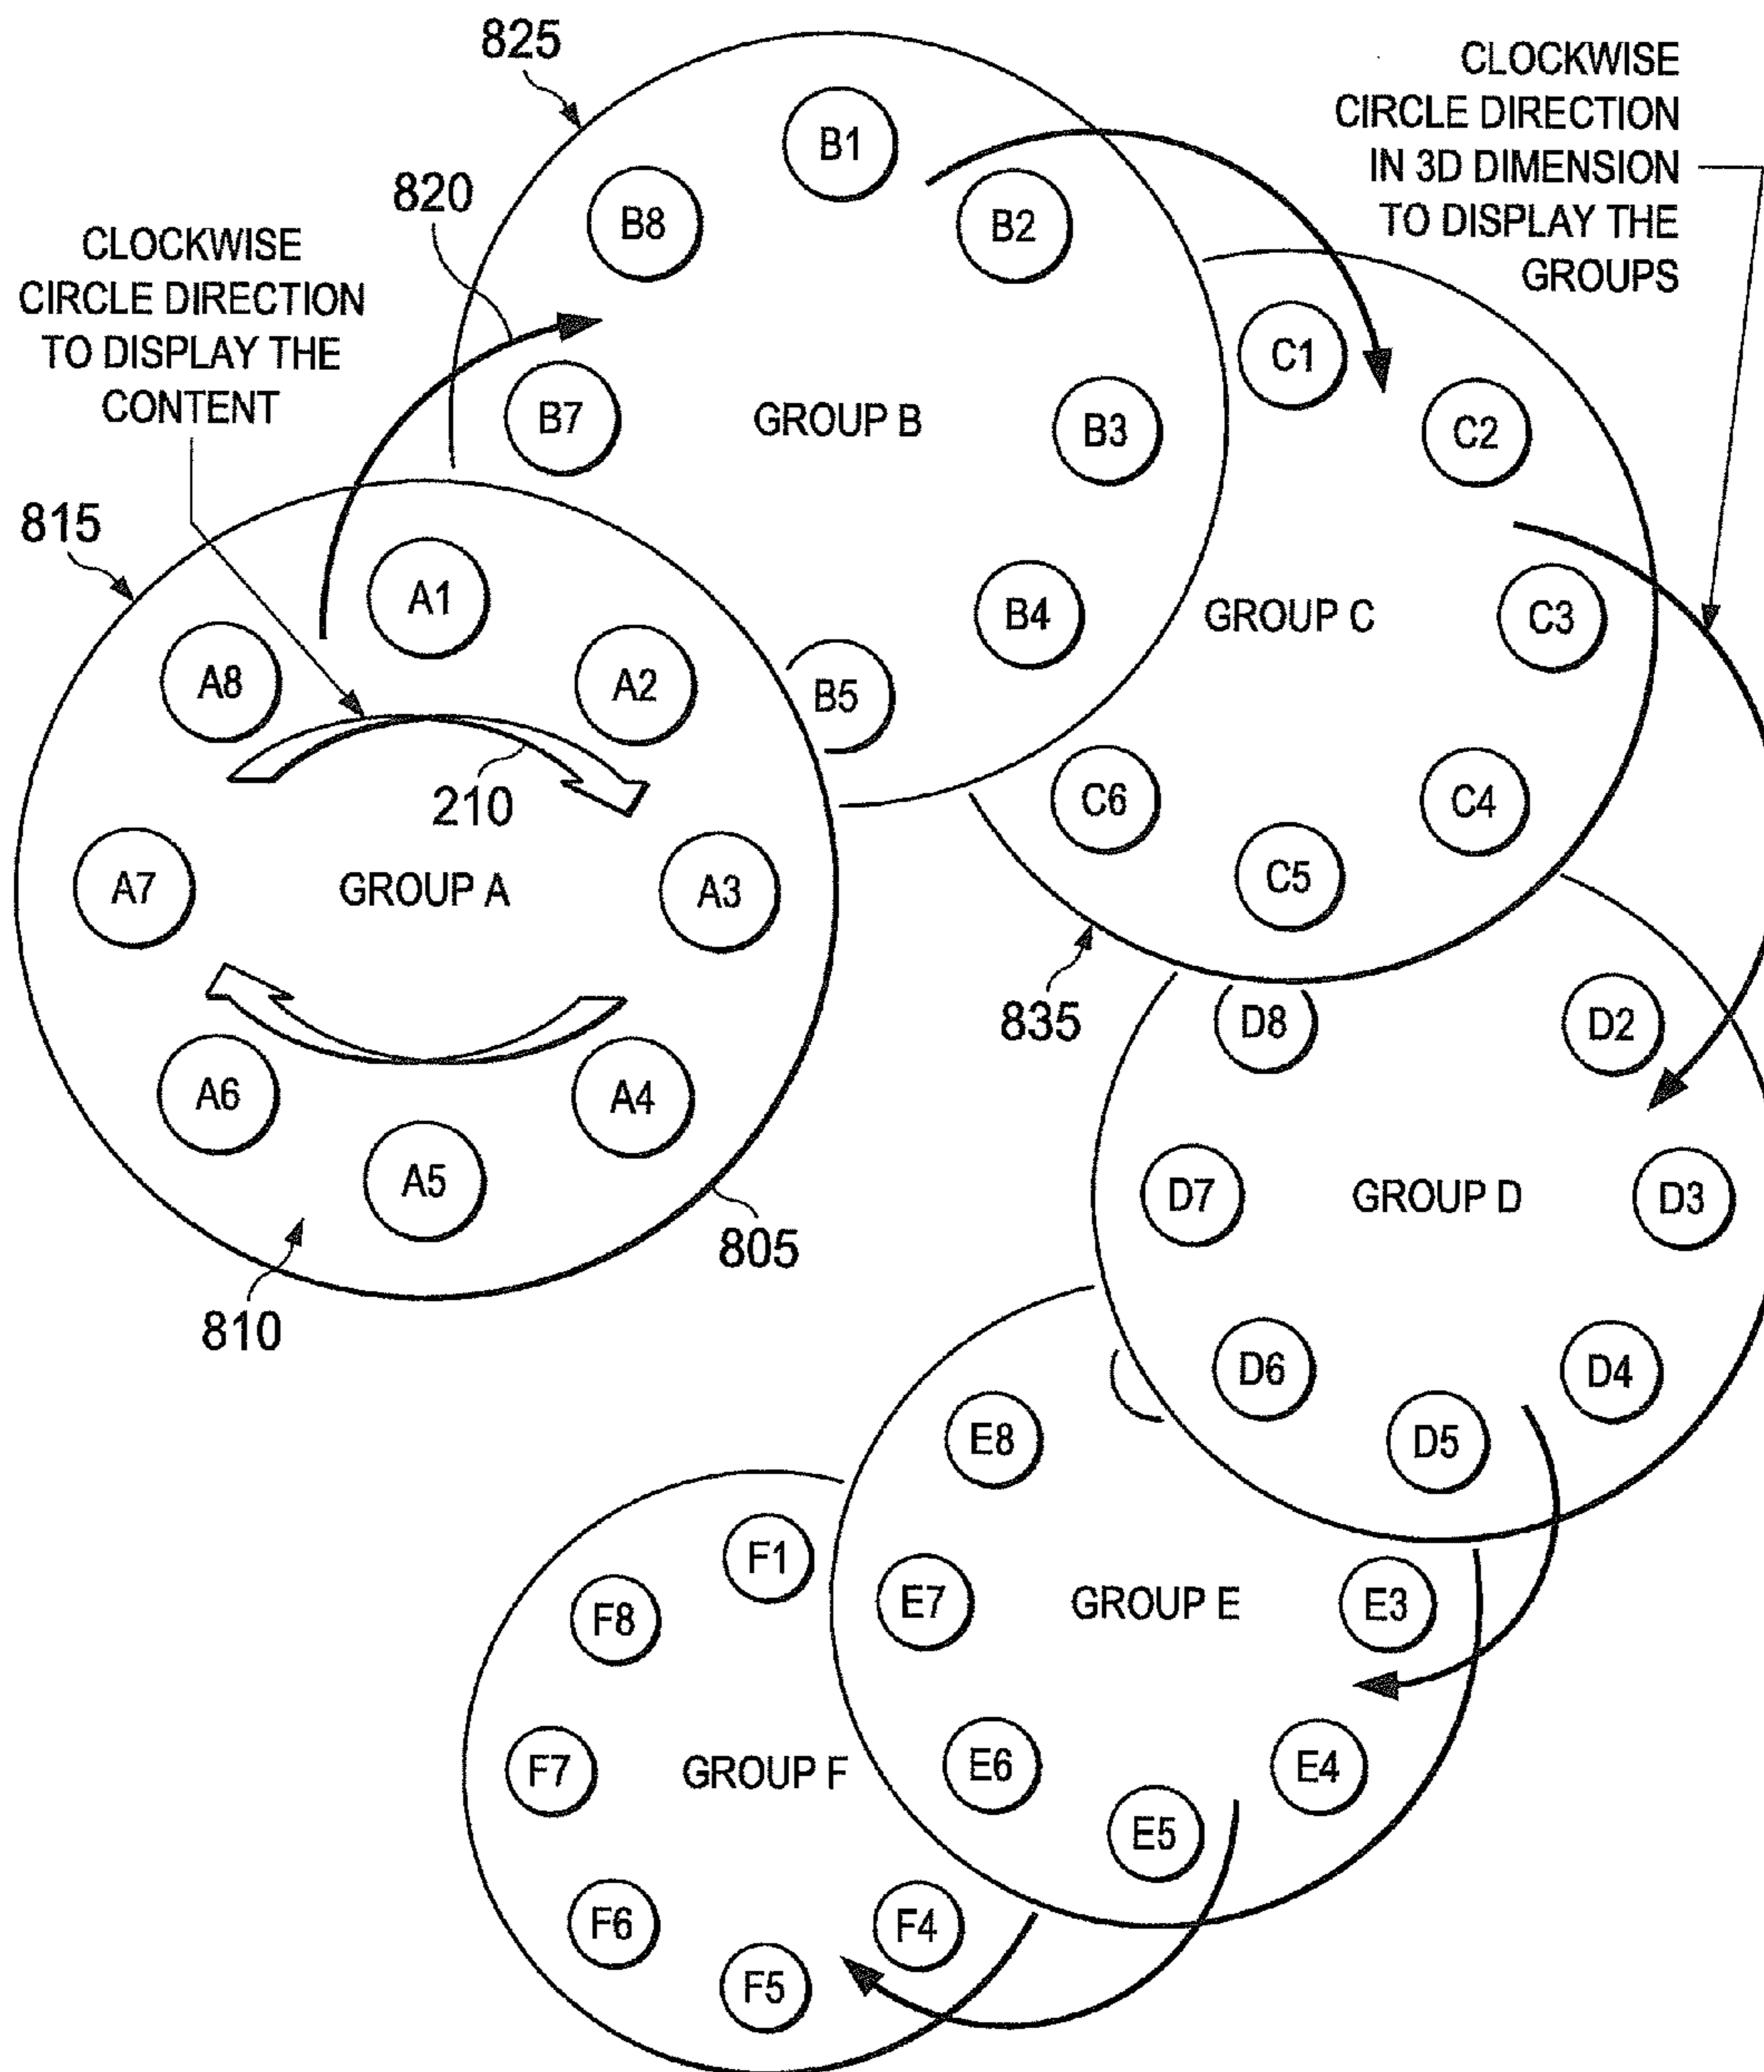 825
CLOCKWISE
CIRCLE DIRECTION
IN 3D DIMENSION
TO DISPLAY THE
GROUPS
820
CLOCKWISE
CIRCLE DIRECTION
TO DISPLAY THE
CONTENT
B1
B8
B2
B7
GROUP B
B3
B4
B5
C1
C2
GROUP C
C3
C6
C4
C5
835
815
A1
A8
A2
210
A7
GROUP A
A3
A6
A4
A5
805
810
D8
D2
D7
GROUP D
D3
D6
D4
D5
E8
E7
GROUP E
E3
E6
E4
E5
F1
F8
F7
GROUP F
F6
F4
F5